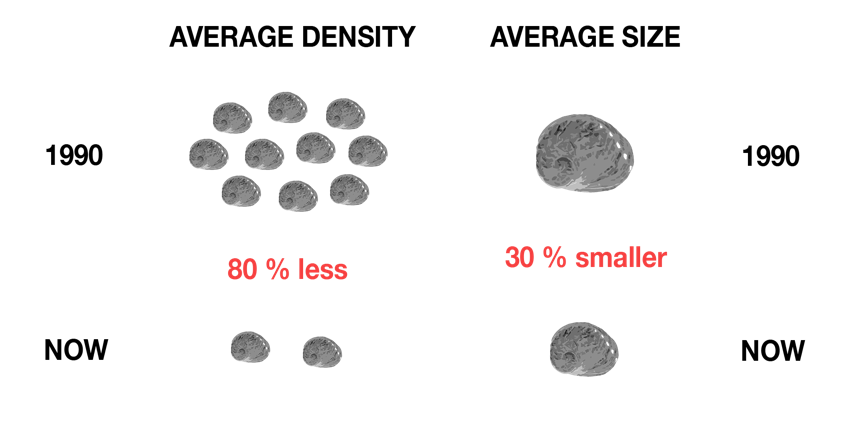 AVERAGE DENSITY
AVERAGE SIZE
1990
1990
80 % less
30 % smaller
NOW
NOW